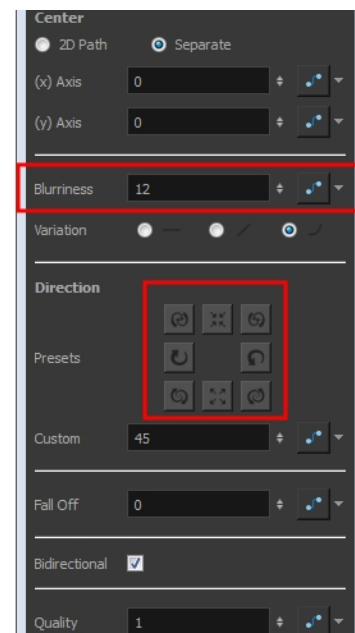 Center
2D Path Separate
(x) Axis 0
(y) Axis 0
Blurriness 12
Variation
Direction
Presets
Custom 45
Fall Off 0
Bidirectional
Quality 1